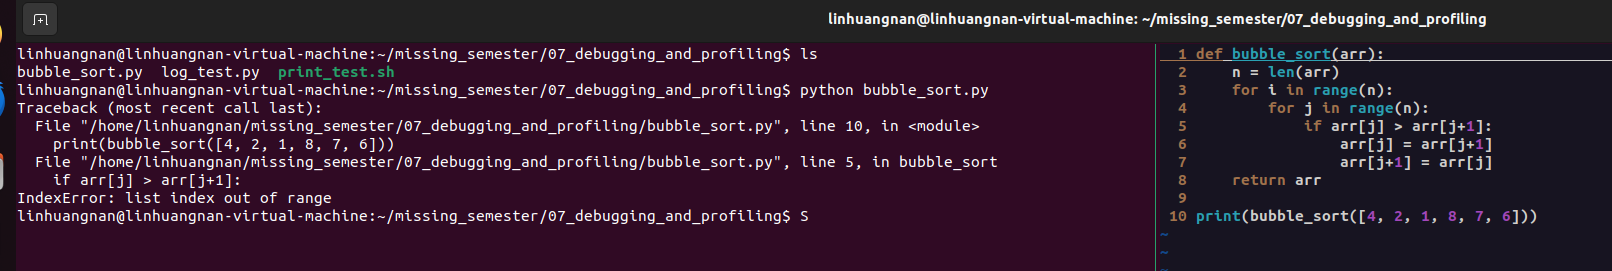 linhuangnan@linhuangnan-virtual-machine: ~/missing_semester/07_debugging_and_profiling
linhuangnan@linhuangnan-virtual-machine:~/missing_semester/07_debugging_and_profiling$ ls
bubble_sort.py  log_test.py  print_test.sh
linhuangnan@linhuangnan-virtual-machine:~/missing_semester/07_debugging_and_profiling$ python bubble_sort.py
Traceback (most recent call last):
  File "/home/linhuangnan/missing_semester/07_debugging_and_profiling/bubble_sort.py", line 10, in <module>
    print(bubble_sort([4, 2, 1, 8, 7, 6]))
  File "/home/linhuangnan/missing_semester/07_debugging_and_profiling/bubble_sort.py", line 5, in bubble_sort
    if arr[j] > arr[j+1]:
IndexError: list index out of range
linhuangnan@linhuangnan-virtual-machine:~/missing_semester/07_debugging_and_profiling$ S
1 def bubble_sort(arr):
2     n = len(arr)
3     for i in range(n):
4         for j in range(n):
5             if arr[j] > arr[j+1]:
6                 arr[j] = arr[j+1]
7                 arr[j+1] = arr[j]
8     return arr
9
10 print(bubble_sort([4, 2, 1, 8, 7, 6]))
~
~
~